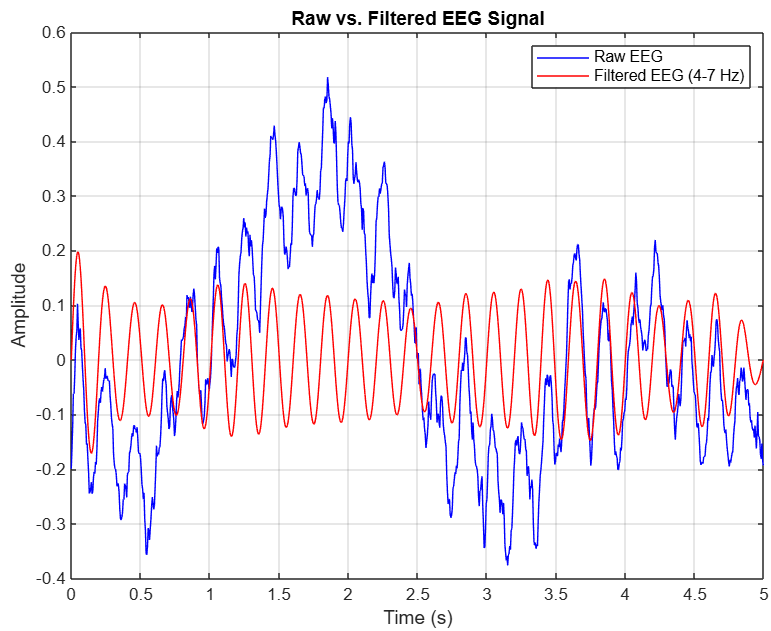 Raw vs. Filtered EEG Signal
Raw EEG
Filtered EEG (4-7 Hz)
Amplitude
0.6
0.5
0.4
0.3
0.2
0.1
0
-0.1
-0.2
-0.3
-0.4
0 0.5 1 1.5 2 2.5 3 3.5 4 4.5 5
Time (s)